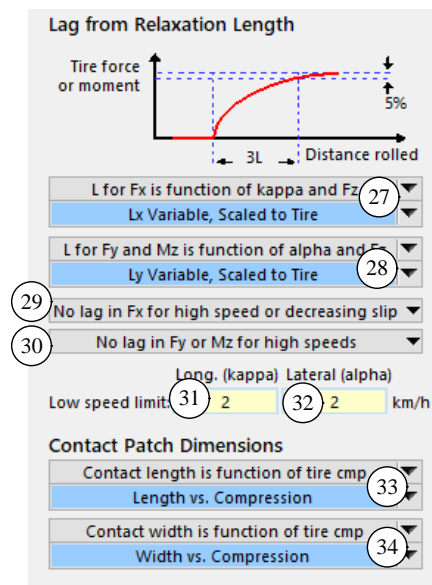 Lag from Relaxation Length
Tire force
or moment
5%
3L
Distance rolled
L for Fx is function of kappa and Fz
27
Lx Variable, Scaled to Tire
L for Fy and Mz is function of alpha and Fz
28
Ly Variable, Scaled to Tire
29
No lag in Fx for high speed or decreasing slip
30
No lag in Fy or Mz for high speeds
Long. (kappa) Lateral (alpha)
Low speed limit: 31 2 32 2 km/h
Contact Patch Dimensions
Contact length is function of tire cmp
33
Length vs. Compression
Contact width is function of tire cmp
34
Width vs. Compression